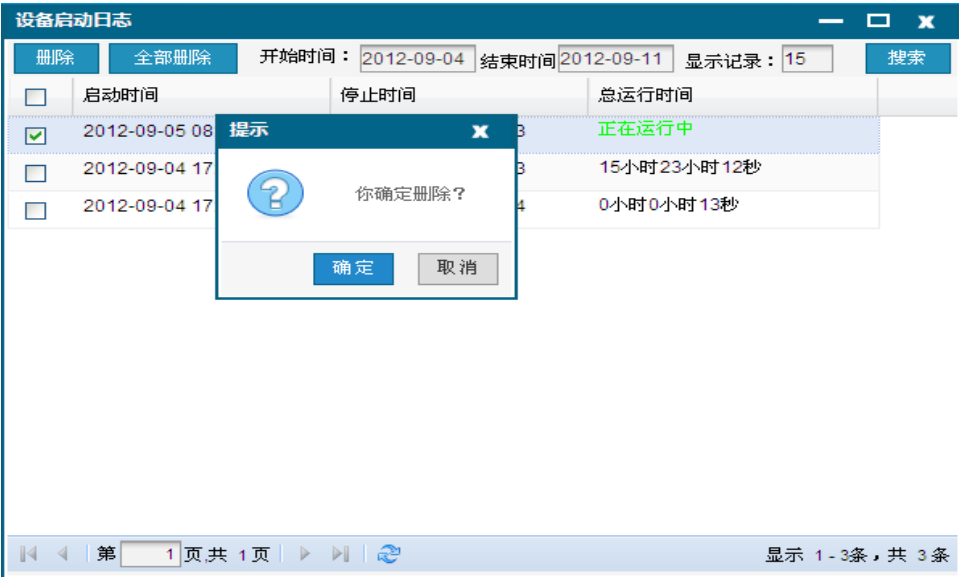 设备启动日志
删除 全部删除 开始时间： 2012-09-04 结束时间 2012-09-11 显示记录： 15 搜索
启动时间 停止时间 总运行时间
2012-09-05 08 3 正在运行中
2012-09-04 17 3 15小时23小时12秒
2012-09-04 17 4 0小时0小时13秒
提示
你确定删除？
确定 取消
第 1 页,共 1 页 显示 1 - 3条，共 3 条